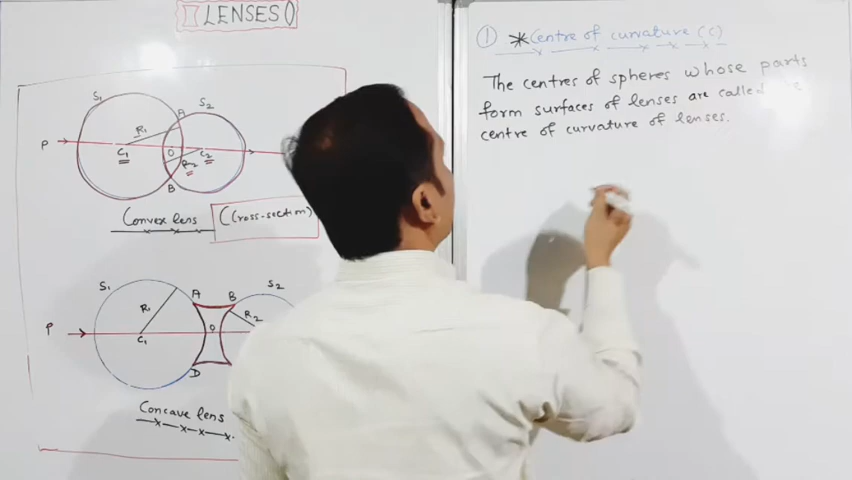 LENSES()
S1
A
S2
R1
P
O
C1
C2
R2
B
Convex lens
(Cross-section)
S1
S2
A
B
R1
R2
P
O
C1
D
Concave lens
① *Centre of curvature (C)
The centres of spheres whose parts
form surfaces of lenses are called the
centre of curvature of lenses.